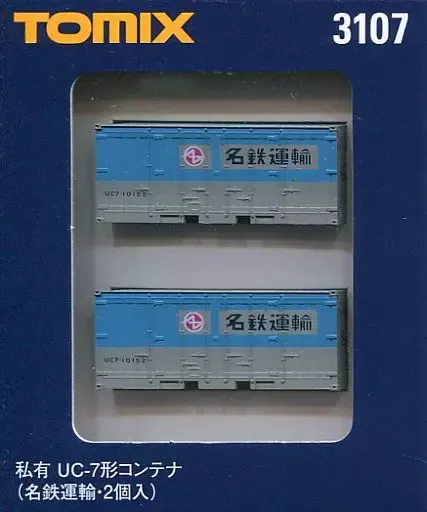 TOMIX 3107
名鉄運輸
UC7-10152
名鉄運輸
UC7-10152
私有 UC-7形コンテナ
(名鉄運輸・2個入)